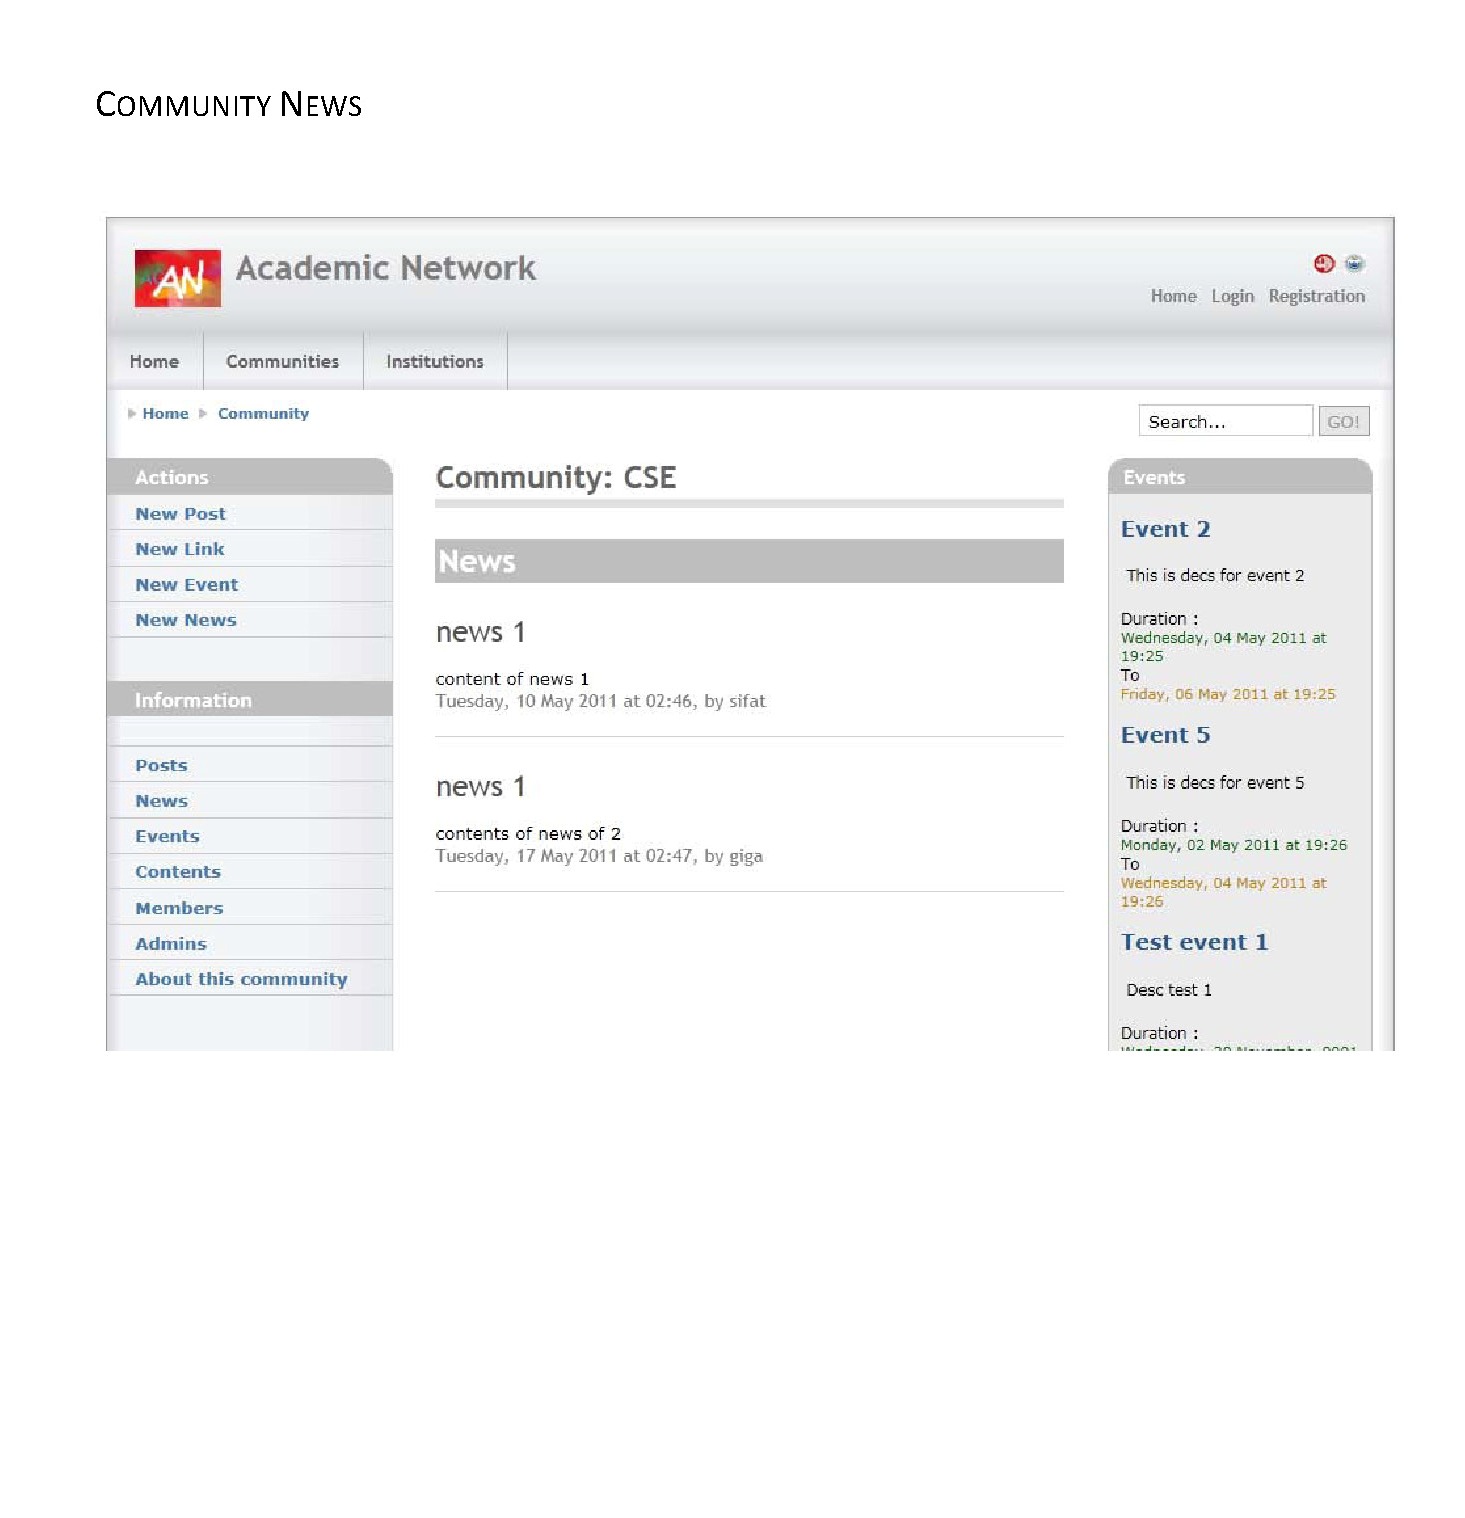 COMMUNITY NEWS
AN Academic Network
Home Login Registration
Home Communities Institutions
Home Community
Search... GO!
Actions
New Post
New Link
New Event
New News
Information
Posts
News
Events
Contents
Members
Admins
About this community
Community: CSE
News
news 1
content of news 1
Tuesday, 10 May 2011 at 02:46, by sifat
news 1
contents of news of 2
Tuesday, 17 May 2011 at 02:47, by giga
Events
Event 2
This is decs for event 2
Duration :
Wednesday, 04 May 2011 at
19:25
To
Friday, 06 May 2011 at 19:25
Event 5
This is decs for event 5
Duration :
Monday, 02 May 2011 at 19:26
To
Wednesday, 04 May 2011 at
19:26
Test event 1
Desc test 1
Duration :